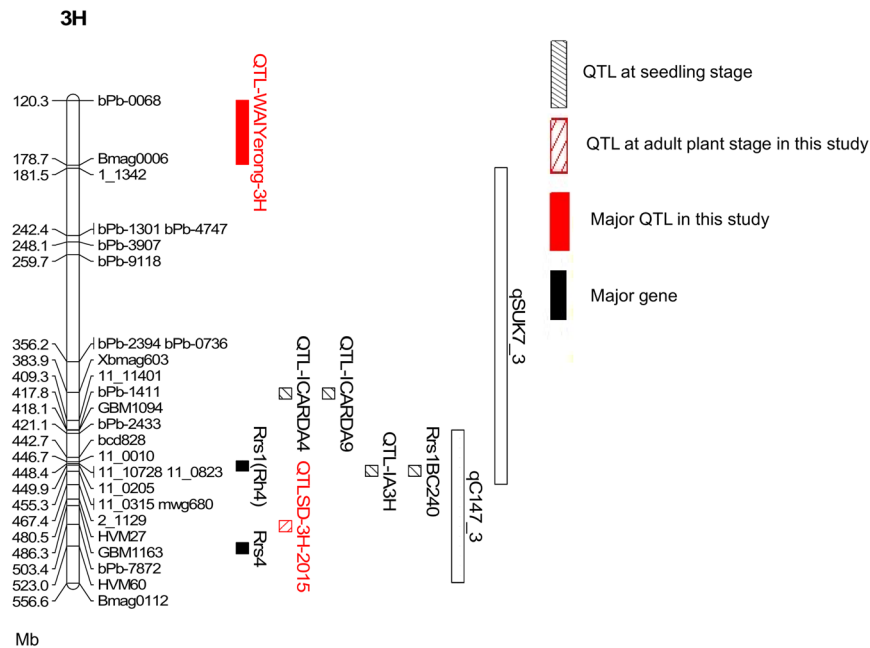 3H
120.3 bPb-0068
178.7 Bmag0006
181.5 1_1342
242.4 bPb-1301 bPb-4747
248.1 bPb-3907
259.7 bPb-9118
356.2 bPb-2394 bPb-0736
383.9 Xbmag603
409.3 11_11401
417.8 bPb-1411
418.1 GBM1094
421.1 bPb-2433
442.7 bcd828
446.7 11_0010
448.4 11_10728 11_0823
449.9 11_0205
455.3 11_0315 mwg680
467.4 2_1129
480.5 HVM27
486.3 GBM1163
503.4 bPb-7872
523.0 HVM60
556.6 Bmag0112
Mb
QTL-WAIYerong-3H
Rrs1(Rh4)
Rrs4
QTL-ICARDA4
QTLSD-3H-2015
QTL-ICARDA9
QTL-IA3H
Rrs1BC240
qC147_3
qSUK7_3
QTL at seedling stage
QTL at adult plant stage in this study
Major QTL in this study
Major gene